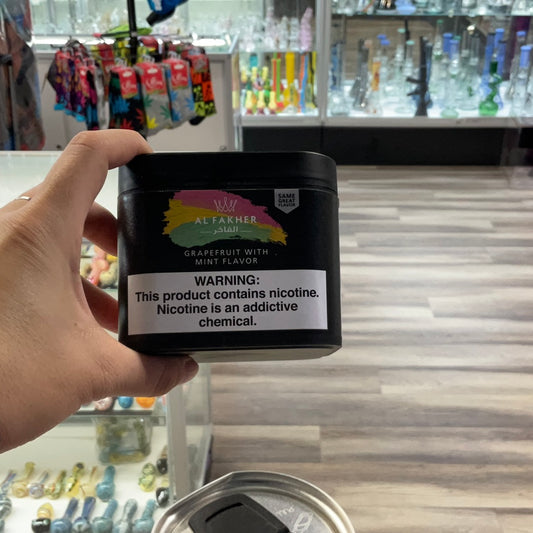 SAME
GREAT
FLAVOR
AL FAKHER
الفاخر
GRAPEFRUIT WITH
MINT FLAVOR
WARNING:
This product contains nicotine.
Nicotine is an addictive
chemical.